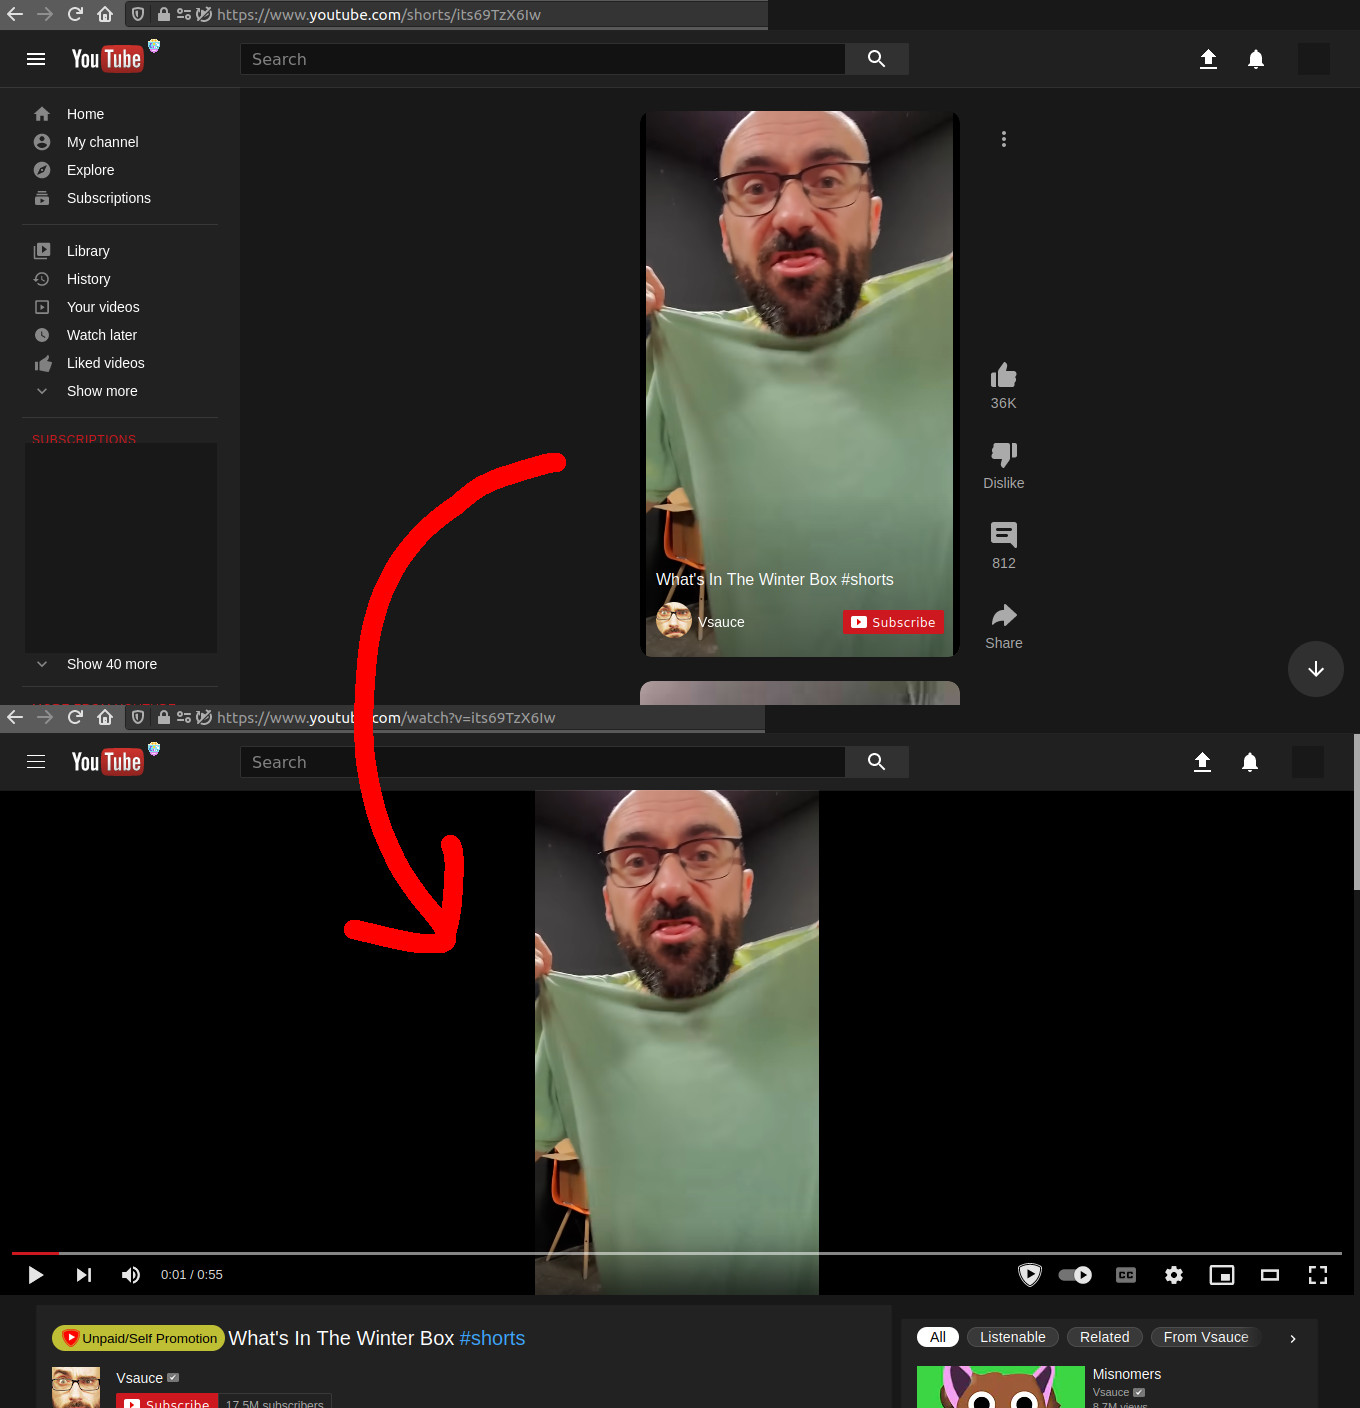 https://www.youtube.com/shorts/its69TzX6Iw
YouTube
Search
Home
My channel
Explore
Subscriptions
Library
History
Your videos
Watch later
Liked videos
Show more
SUBSCRIPTIONS
Show 40 more
36K
Dislike
812
Share
What's In The Winter Box #shorts
Vsauce
Subscribe
https://www.youtube.com/watch?v=its69TzX6Iw
YouTube
Search
0:01 / 0:55
CC
Unpaid/Self Promotion What's In The Winter Box #shorts
Vsauce
Subscribe 17.5M subscribers
All Listenable Related From Vsauce
Misnomers
Vsauce
8.7M views